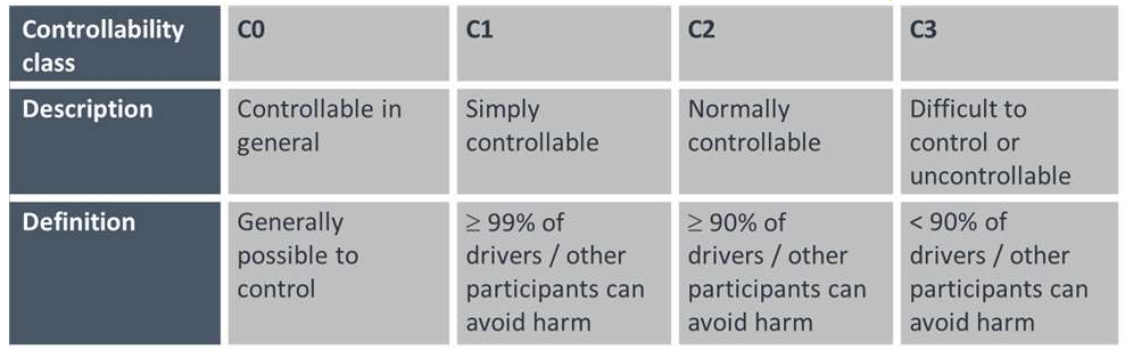 Controllability
class
C0
C1
C2
C3
Description
Controllable in
general
Simply
controllable
Normally
controllable
Difficult to
control or
uncontrollable
Definition
Generally
possible to
control
≥ 99% of
drivers / other
participants can
avoid harm
≥ 90% of
drivers / other
participants can
avoid harm
< 90% of
drivers / other
participants can
avoid harm